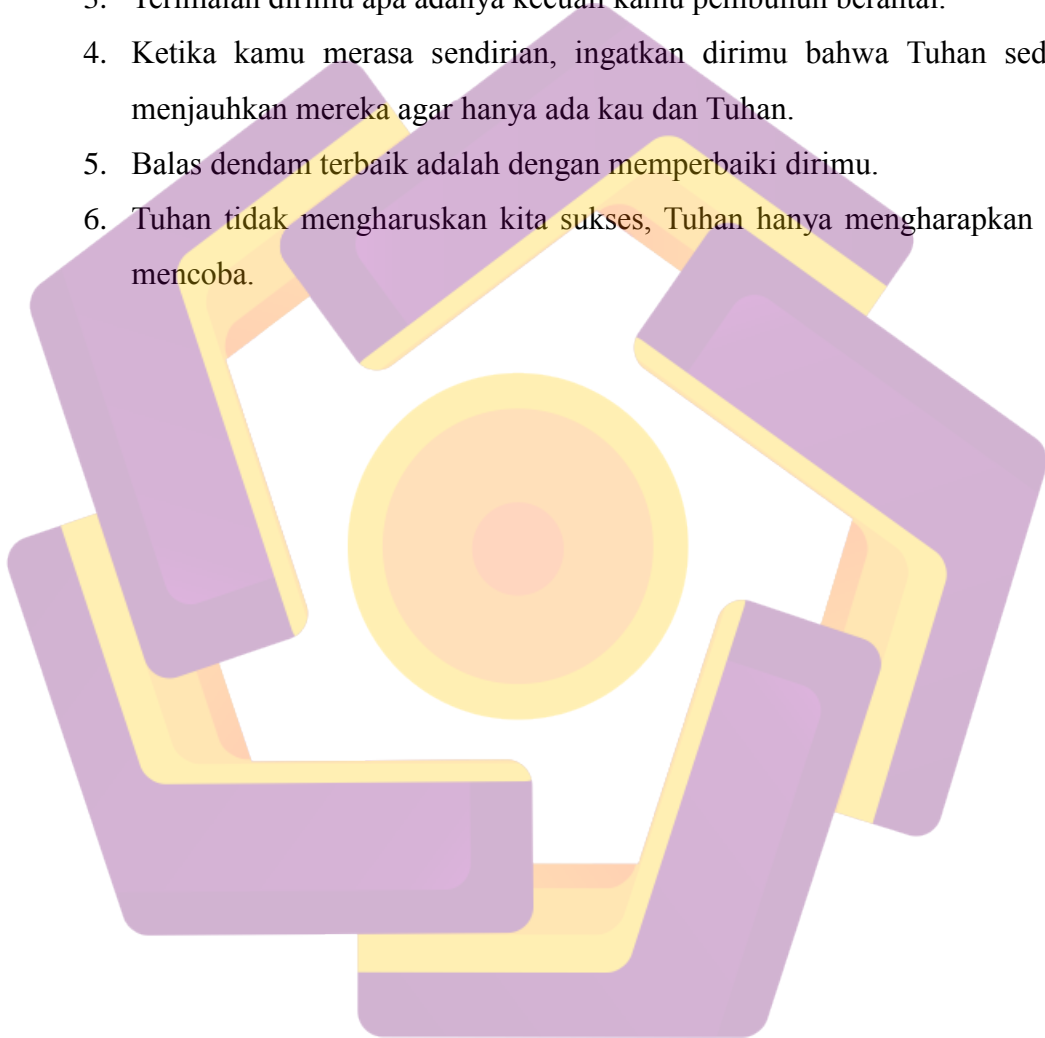 4. Ketika kamu merasa sendirian, ingatkan dirimu bahwa Tuhan sed
menjauhkan mereka agar hanya ada kau dan Tuhan.
5. Balas dendam terbaik adalah dengan memperbaiki dirimu.
6. Tuhan tidak mengharuskan kita sukses, Tuhan hanya mengharapkan
mencoba.